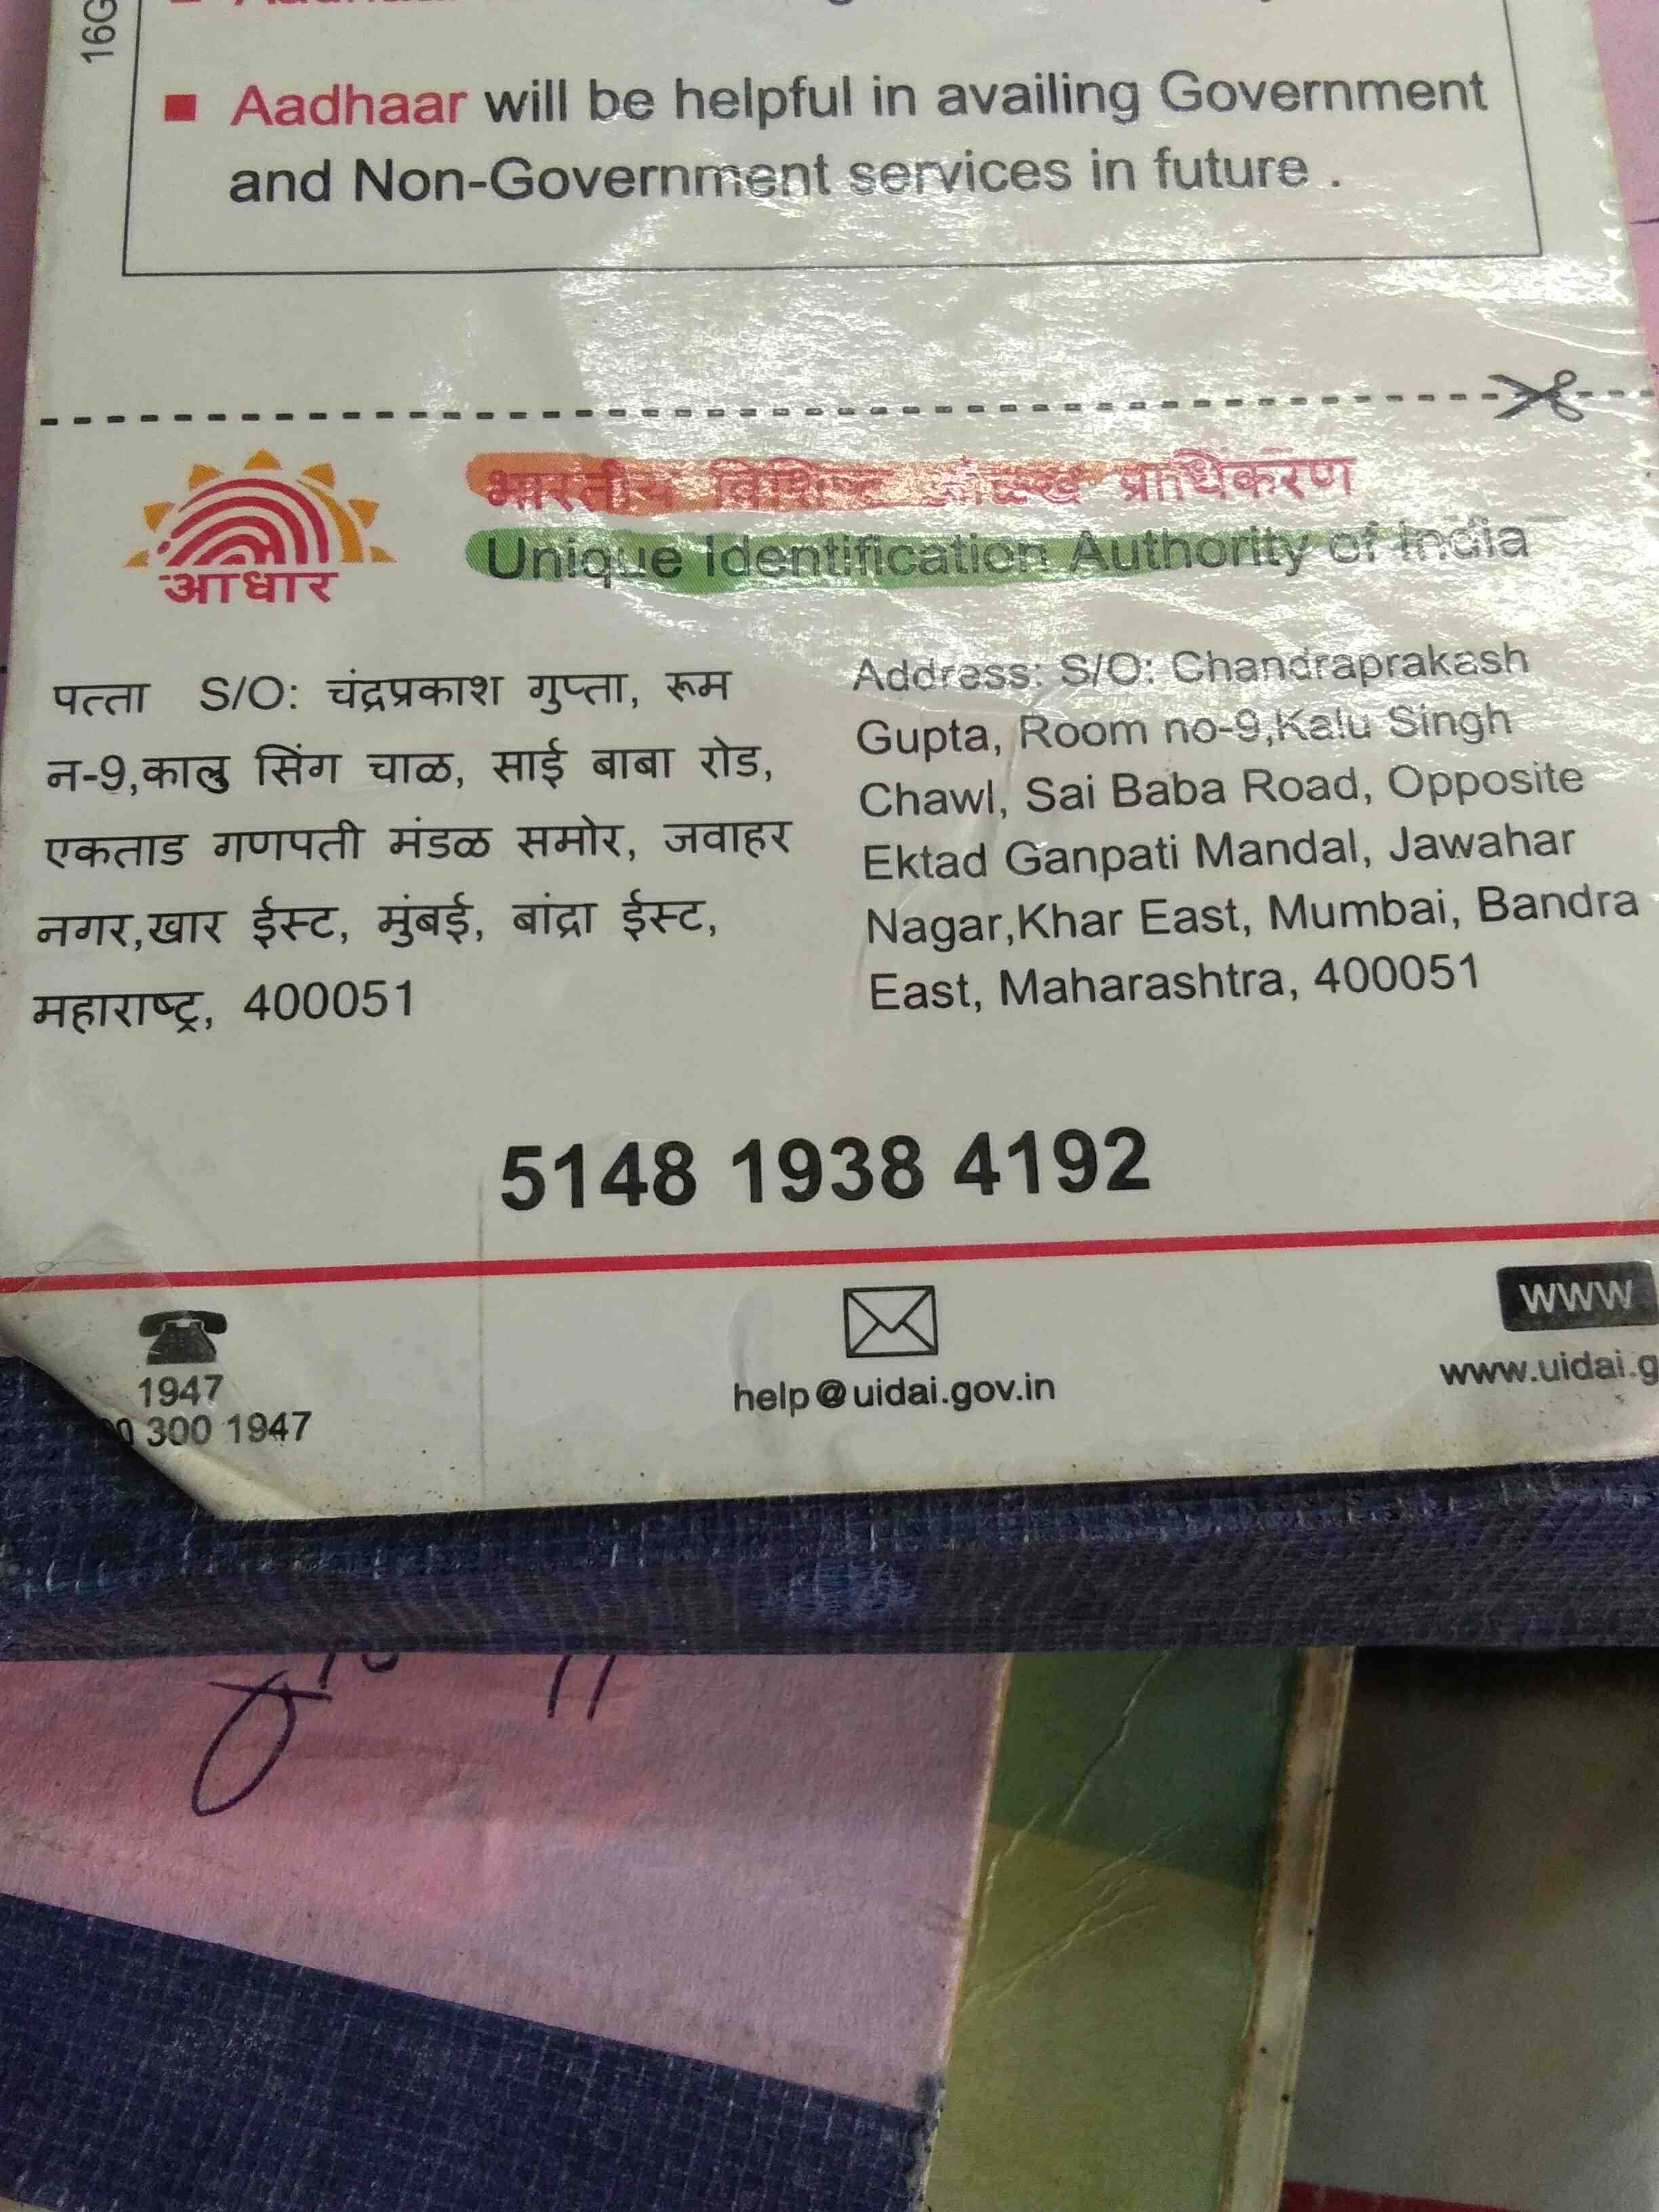 16G
Aadhaar will be helpful in availing Government
and Non-Government services in future .
आधार
भारतीय विशिष्ट ओळख प्राधिकरण
Unique Identification Authority of India
पत्ता S/O: चंद्रप्रकाश गुप्ता, रूम
न-9,कालु सिंग चाळ, साई बाबा रोड,
एकताड गणपती मंडळ समोर, जवाहर
नगर,खार ईस्ट, मुंबई, बांद्रा ईस्ट,
महाराष्ट्र, 400051
Address: S/O: Chandraprakash
Gupta, Room no-9,Kalu Singh
Chawl, Sai Baba Road, Opposite
Ektad Ganpati Mandal, Jawahar
Nagar,Khar East, Mumbai, Bandra
East, Maharashtra, 400051
5148 1938 4192
1947
300 1947
help@uidai.gov.in
www
www.uidai.g